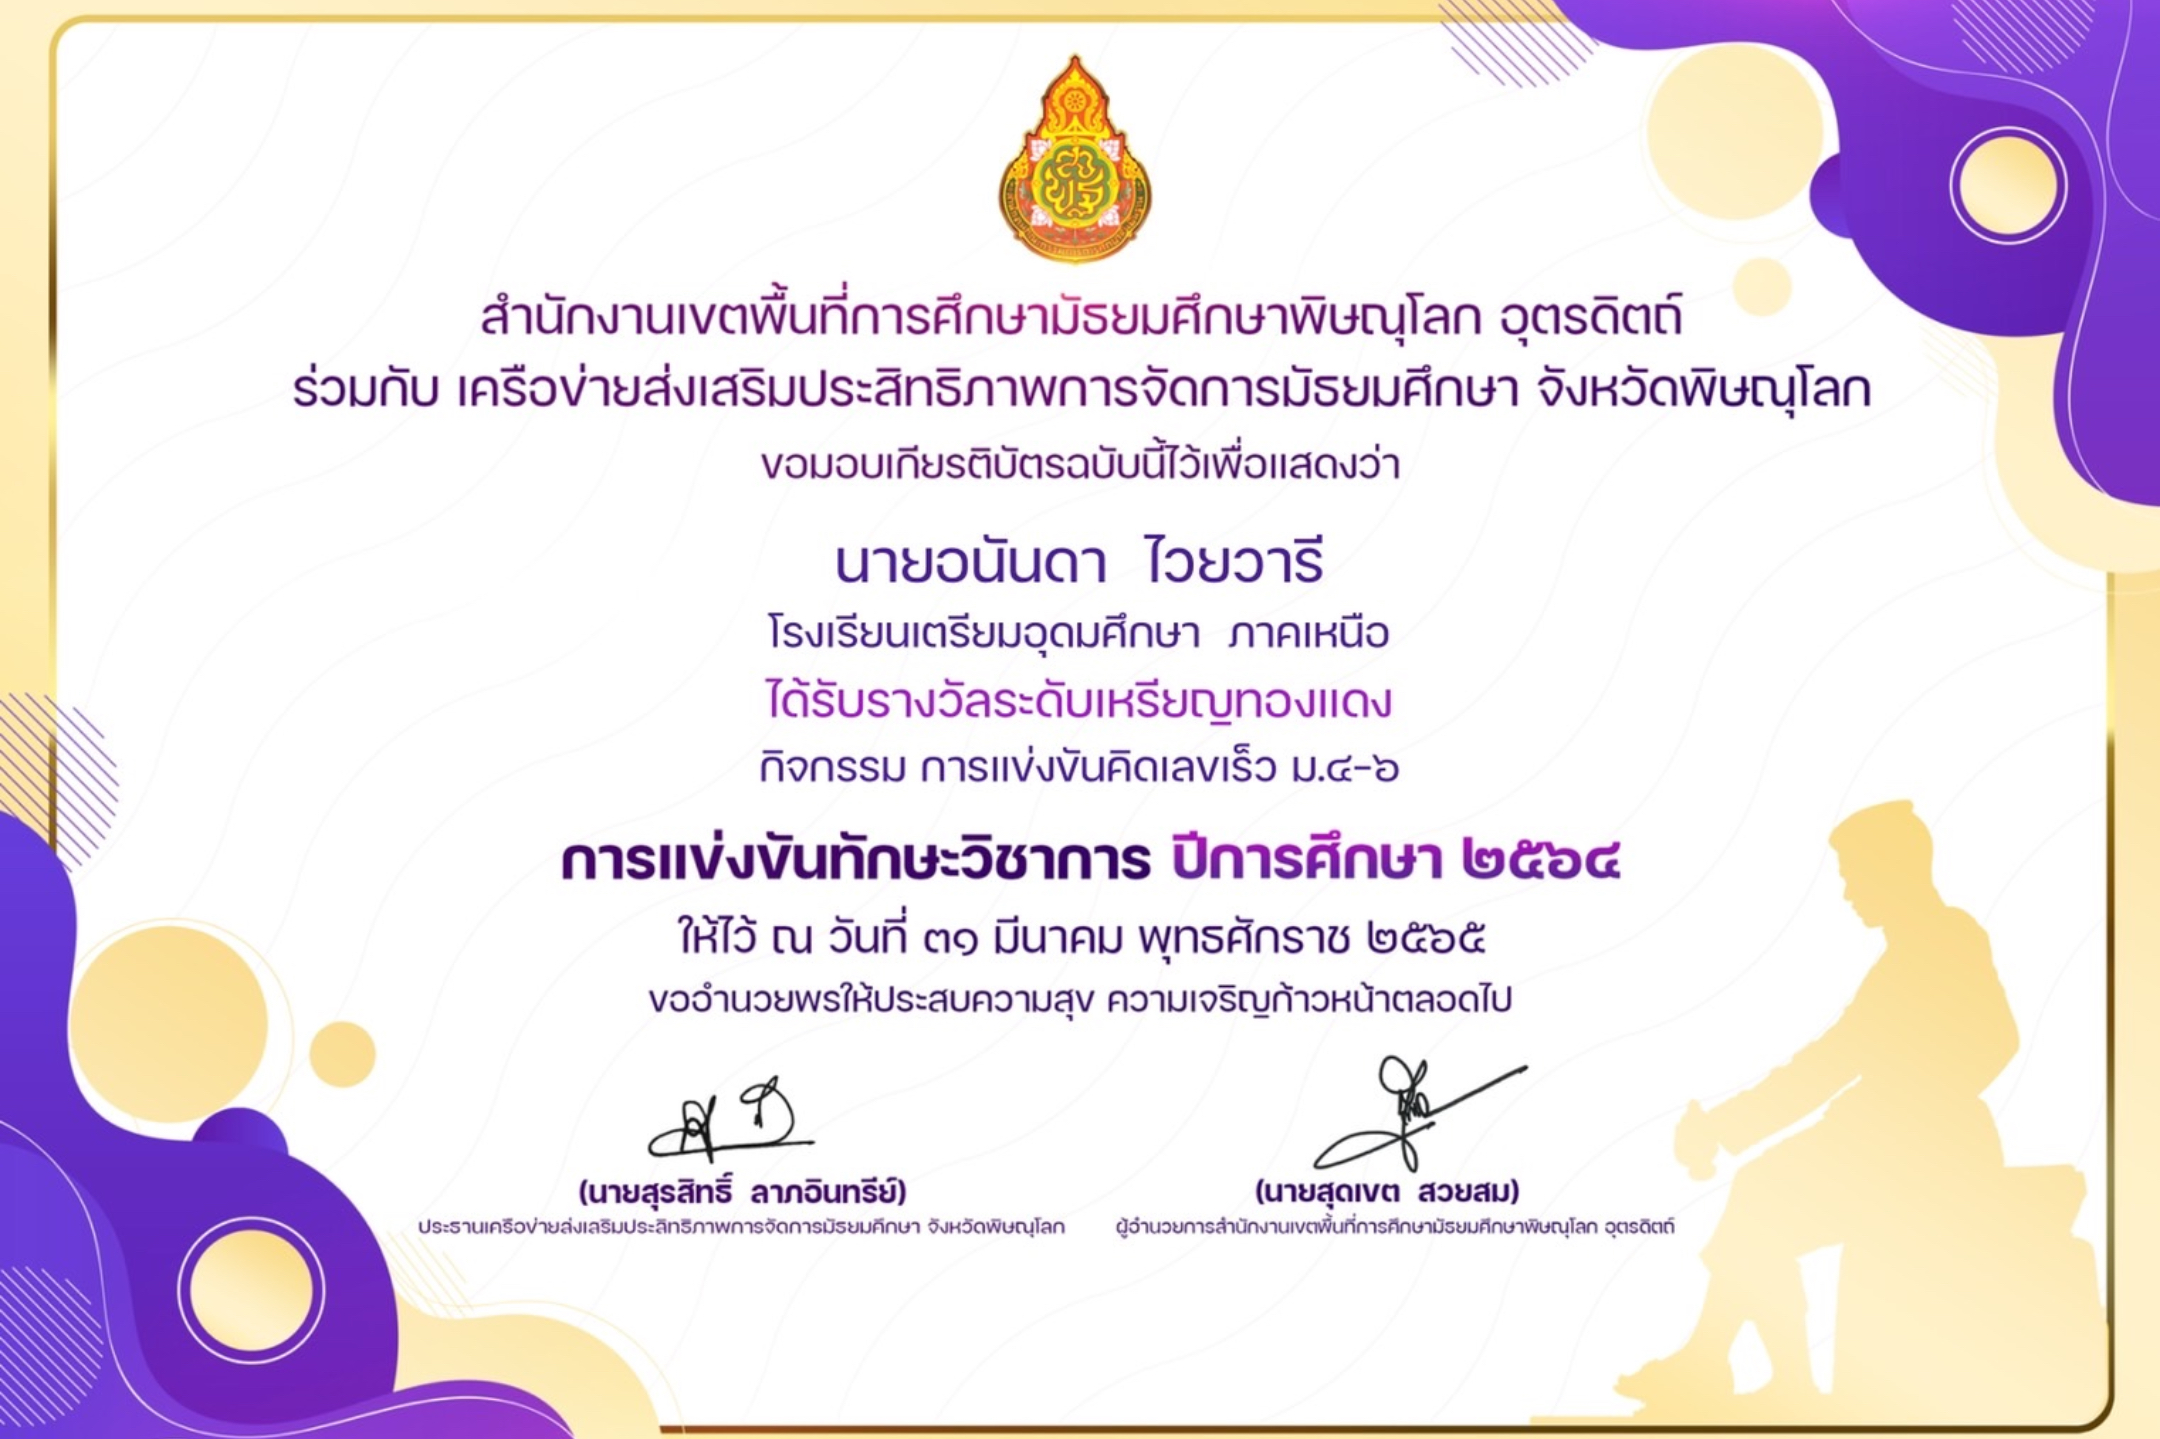 สำนักงานเขตพื้นที่การศึกษามัธยมศึกษาพิษณุโลก อุตรดิตถ์
ร่วมกับ เครือข่ายส่งเสริมประสิทธิภาพการจัดการมัธยมศึกษา จังหวัดพิษณุโลก
ขอมอบเกียรติบัตรฉบับนี้ไว้เพื่อแสดงว่า
นายอนันดา ไวยวารี
โรงเรียนเตรียมอุดมศึกษา ภาคเหนือ
ได้รับรางวัลระดับเหรียญทองแดง
กิจกรรม การแข่งขันคิดเลขเร็ว ม.๔-๖
การแข่งขันทักษะวิชาการ ปีการศึกษา ๒๕๖๔
ให้ไว้ ณ วันที่ ๓๑ มีนาคม พุทธศักราช ๒๕๖๕
ขออำนวยพรให้ประสบความสุข ความเจริญก้าวหน้าตลอดไป
(นายสุรสิทธิ์ ลาภอินทรีย์) (นายสุดเขต สวยสม)
ประธานเครือข่ายส่งเสริมประสิทธิภาพการจัดการมัธยมศึกษา จังหวัดพิษณุโลก ผู้อำนวยการสำนักงานเขตพื้นที่การศึกษามัธยมศึกษาพิษณุโลก อุตรดิตถ์